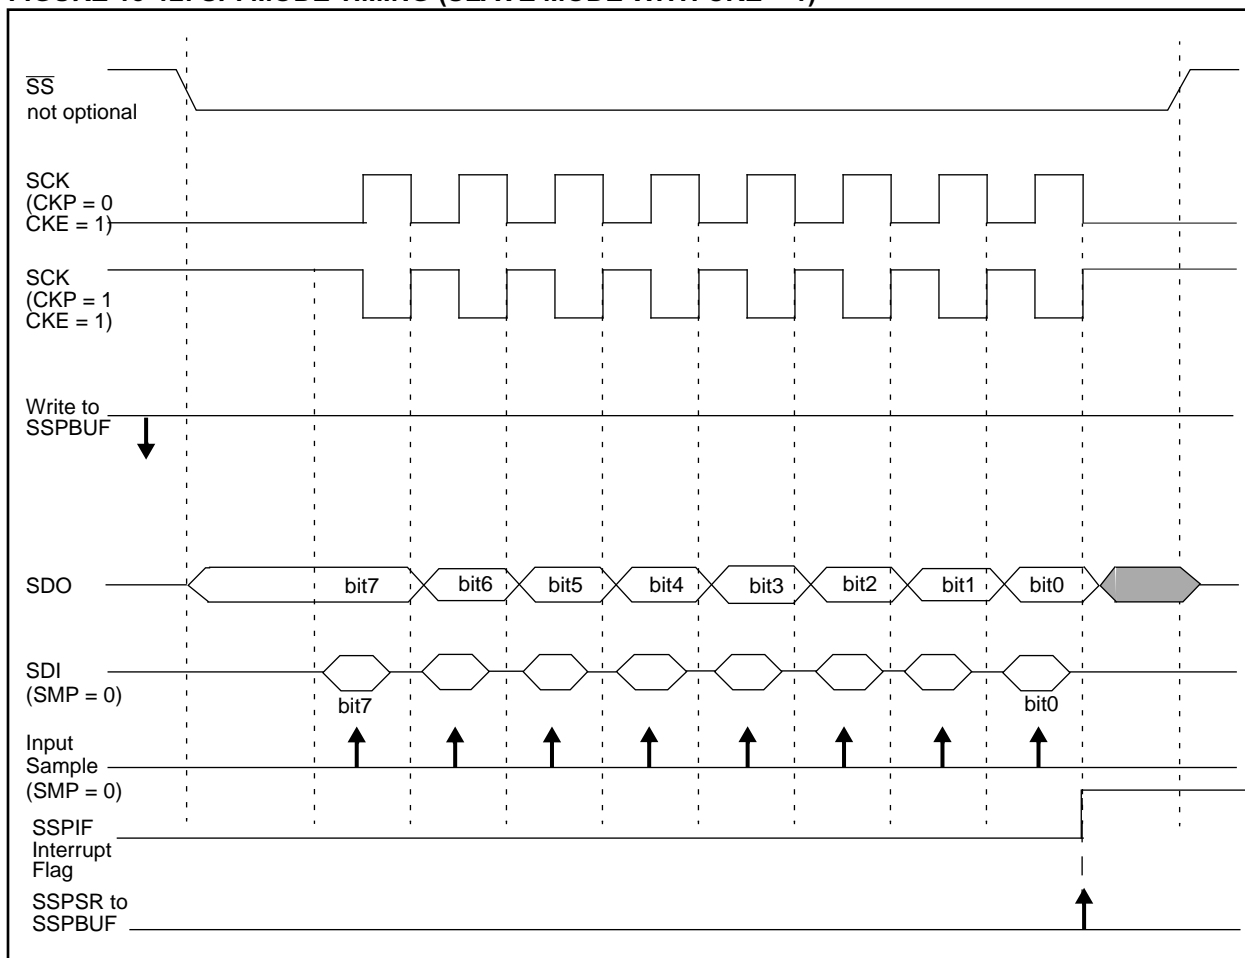 SS
not optional
SCK
(CKP = 0
CKE = 1)
SCK
(CKP = 1
CKE = 1)
Write to
SSPBUF
SDO
bit7 bit6 bit5 bit4 bit3 bit2 bit1 bit0
SDI
(SMP = 0)
bit7 bit0
Input
Sample
(SMP = 0)
SSPIF
Interrupt
Flag
SSPSR to
SSPBUF